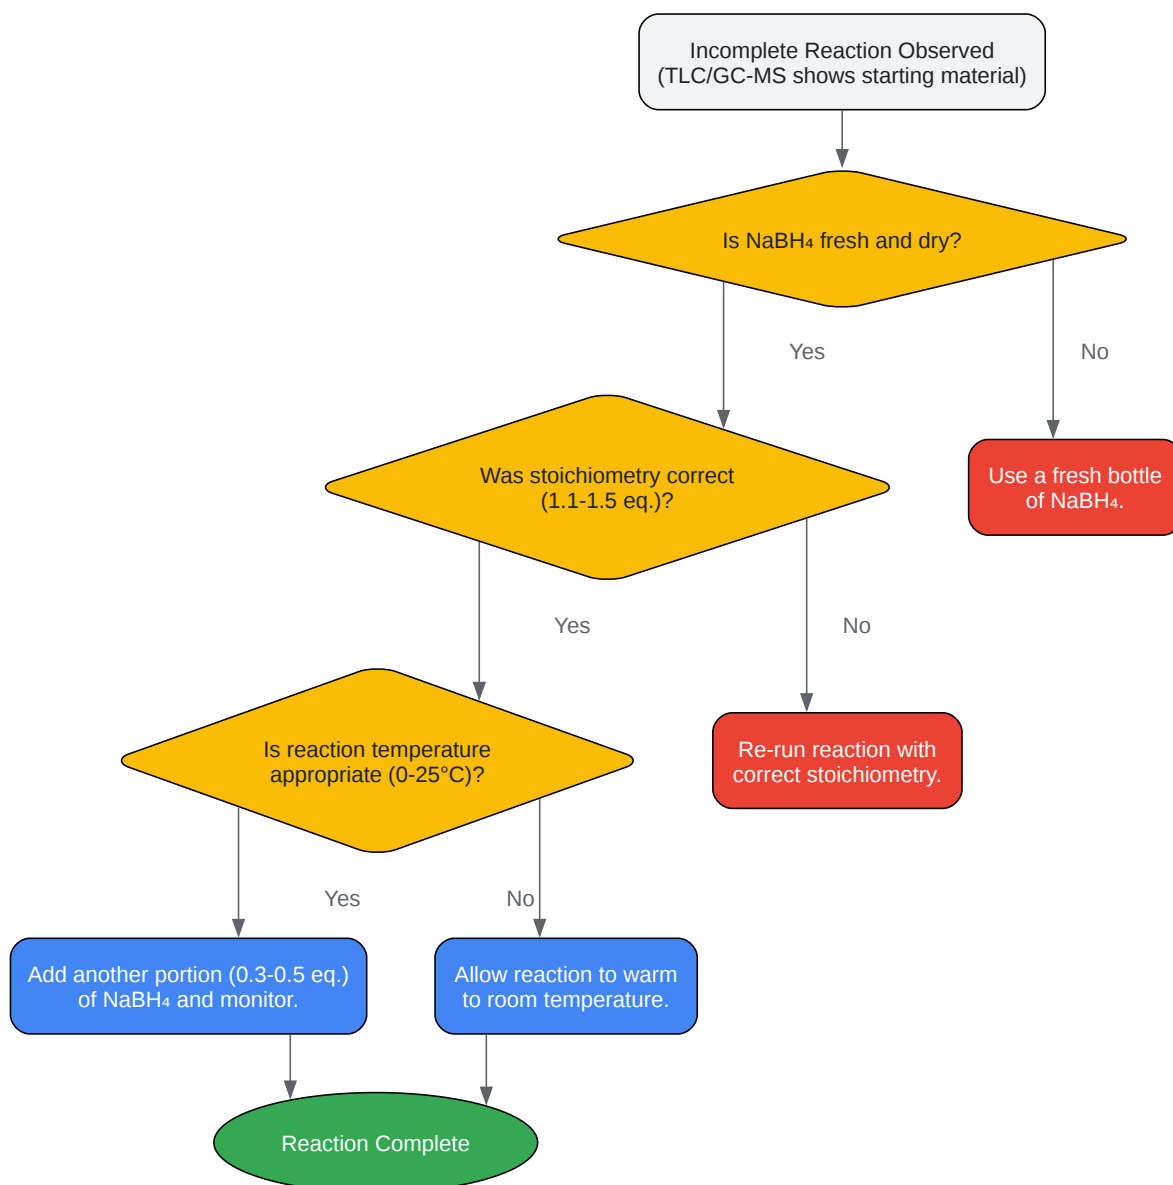 Incomplete Reaction Observed
(TLC/GC-MS shows starting material)
Is NaBH₄ fresh and dry?
Yes
No
Was stoichiometry correct
(1.1-1.5 eq.)?
Use a fresh bottle
of NaBH₄.
Yes
No
Is reaction temperature
appropriate (0-25°C)?
Re-run reaction with
correct stoichiometry.
Yes
No
Add another portion (0.3-0.5 eq.)
of NaBH₄ and monitor.
Allow reaction to warm
to room temperature.
Reaction Complete